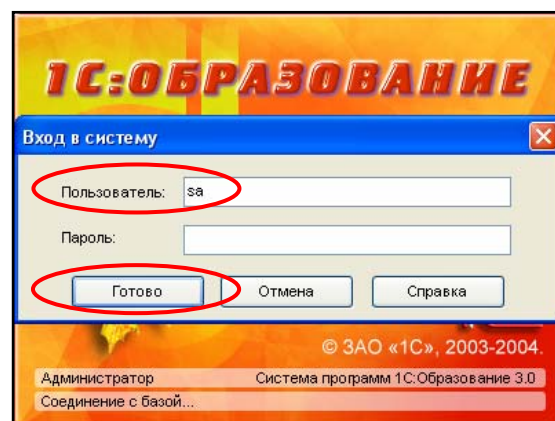 1С:ОБРАЗОВАНИЕ
Вход в систему
Пользователь: sa
Пароль:
Готово Отмена Справка
© ЗАО «1С», 2003-2004.
Администратор Система программ 1С:Образование 3.0
Соединение с базой...